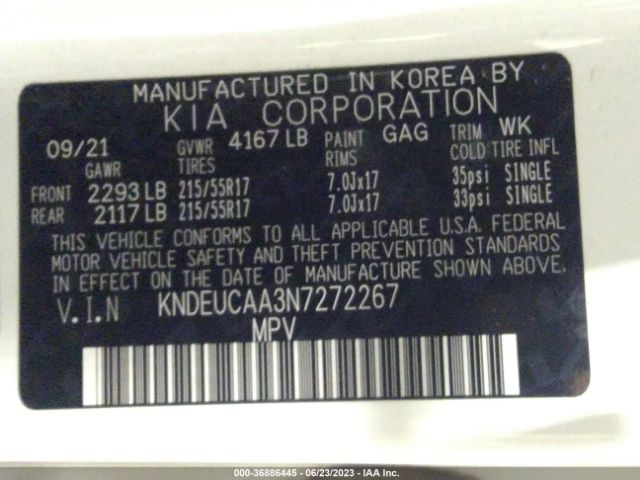 MANUFACTURED IN KOREA BY
KIA CORPORATION
09/21 GVWR 4167 LB PAINT GAG TRIM WK
GAWR TIRES RIMS COLD TIRE INFL
FRONT 2293 LB 215/55R17 7.0Jx17 35psi SINGLE
REAR 2117 LB 215/55R17 7.0Jx17 33psi SINGLE
THIS VEHICLE CONFORMS TO ALL APPLICABLE U.S.A. FEDERAL
MOTOR VEHICLE SAFETY AND THEFT PREVENTION STANDARDS
IN EFFECT ON THE DATE OF MANUFACTURE SHOWN ABOVE.
V.I.N KNDEUCAA3N7272267
MPV
000-36886445 - 06/23/2023 - IAA Inc.